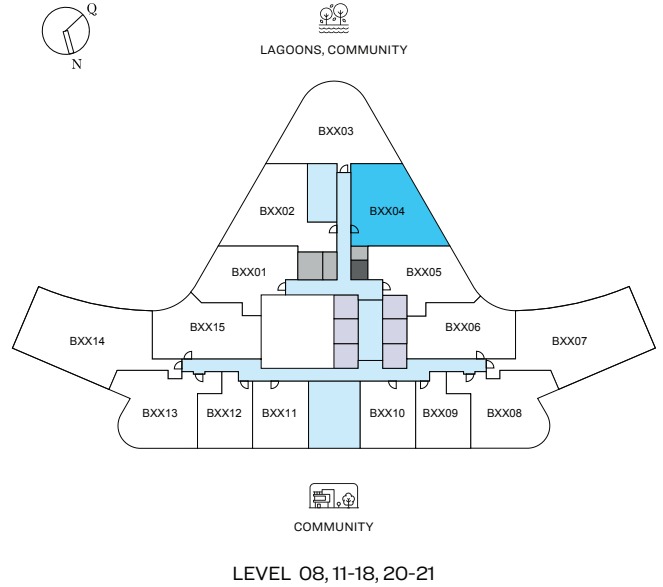 Q
N
LAGOONS, COMMUNITY
BXX03
BXX02
BXX04
BXX01
BXX05
BXX15
BXX06
BXX14
BXX07
BXX13
BXX12
BXX11
BXX10
BXX09
BXX08
COMMUNITY
LEVEL 08, 11-18, 20-21